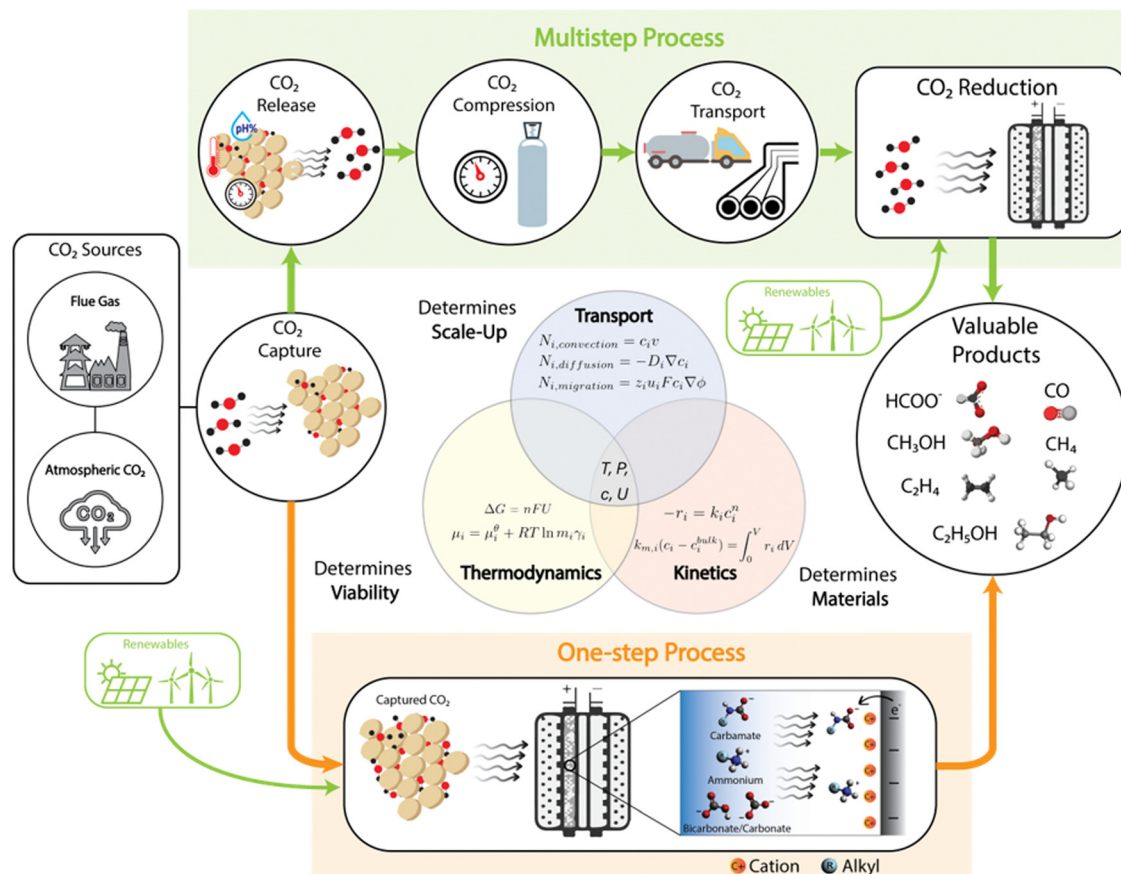 Multistep Process
CO₂
Release
pH%
CO₂
Compression
CO₂
Transport
CO₂ Reduction
+ −
CO₂ Sources
Flue Gas
Atmospheric CO₂
CO₂
CO₂
Capture
Determines
Scale-Up
Transport
N_{i,convection} = c_i v
N_{i,diffusion} = −D_i∇c_i
N_{i,migration} = z_i u_i F c_i∇ϕ
T, P,
c, U
ΔG = nFU
μ_i = μ_i^θ + RT ln m_i γ_i
Thermodynamics
−r_i = k_i c_i^n
k_{m,i}(c_i − c_i^{bulk}) = ∫_0^V r_i dV
Kinetics
Determines
Viability
Determines
Materials
Renewables
Valuable
Products
HCOO⁻
CO
CH₃OH
CH₄
C₂H₄
C₂H₅OH
Renewables
One-step Process
Captured CO₂
+ −
Carbamate
Ammonium
Bicarbonate/Carbonate
e⁻
C+
C+
C+
C+
C+
C+ Cation
R Alkyl